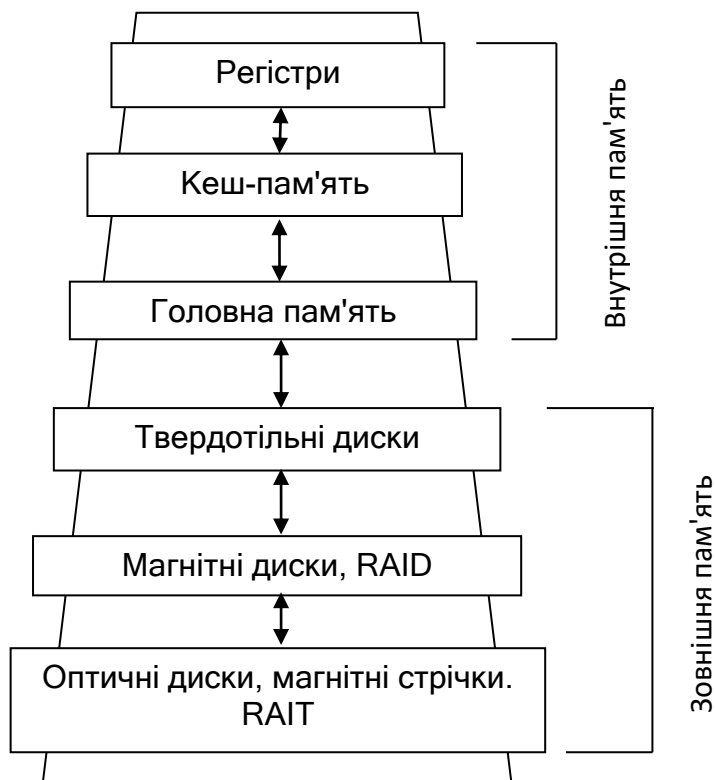 Регістри
Кеш-пам'ять
Головна пам'ять
Внутрішня пам'ять
Твердотільні диски
Магнітні диски, RAID
Оптичні диски, магнітні стрічки.
RAIT
Зовнішня пам'ять